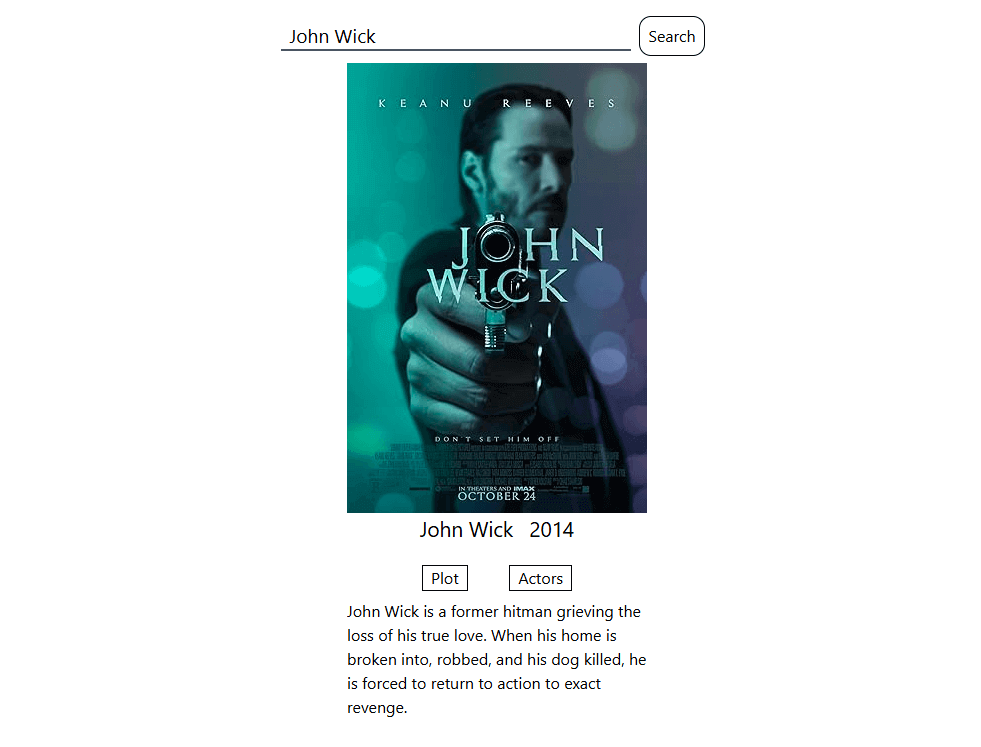 John Wick
Search
KEANU REEVES
JOHN
WICK
DON'T SET HIM OFF
IN THEATERS AND IMAX
OCTOBER 24
John Wick 2014
Plot Actors
John Wick is a former hitman grieving the
loss of his true love. When his home is
broken into, robbed, and his dog killed, he
is forced to return to action to exact
revenge.